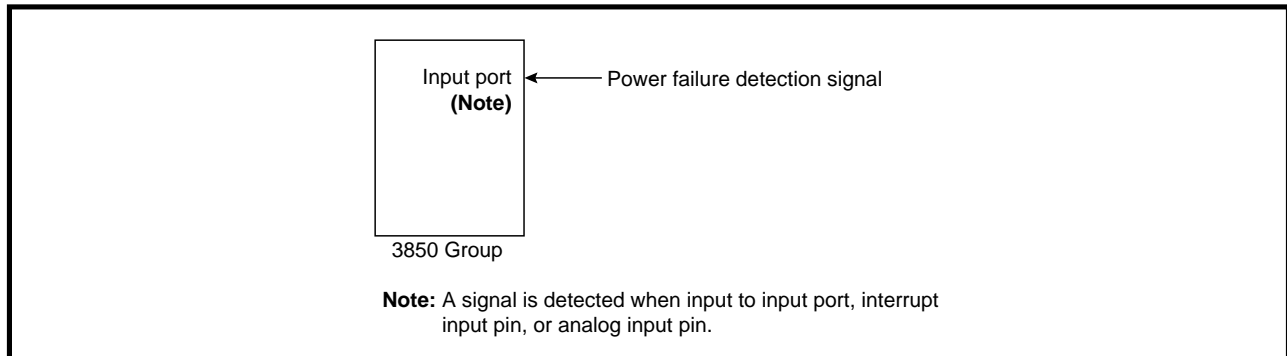 Input port
(Note)
Power failure detection signal
3850 Group
Note: A signal is detected when input to input port, interrupt
input pin, or analog input pin.